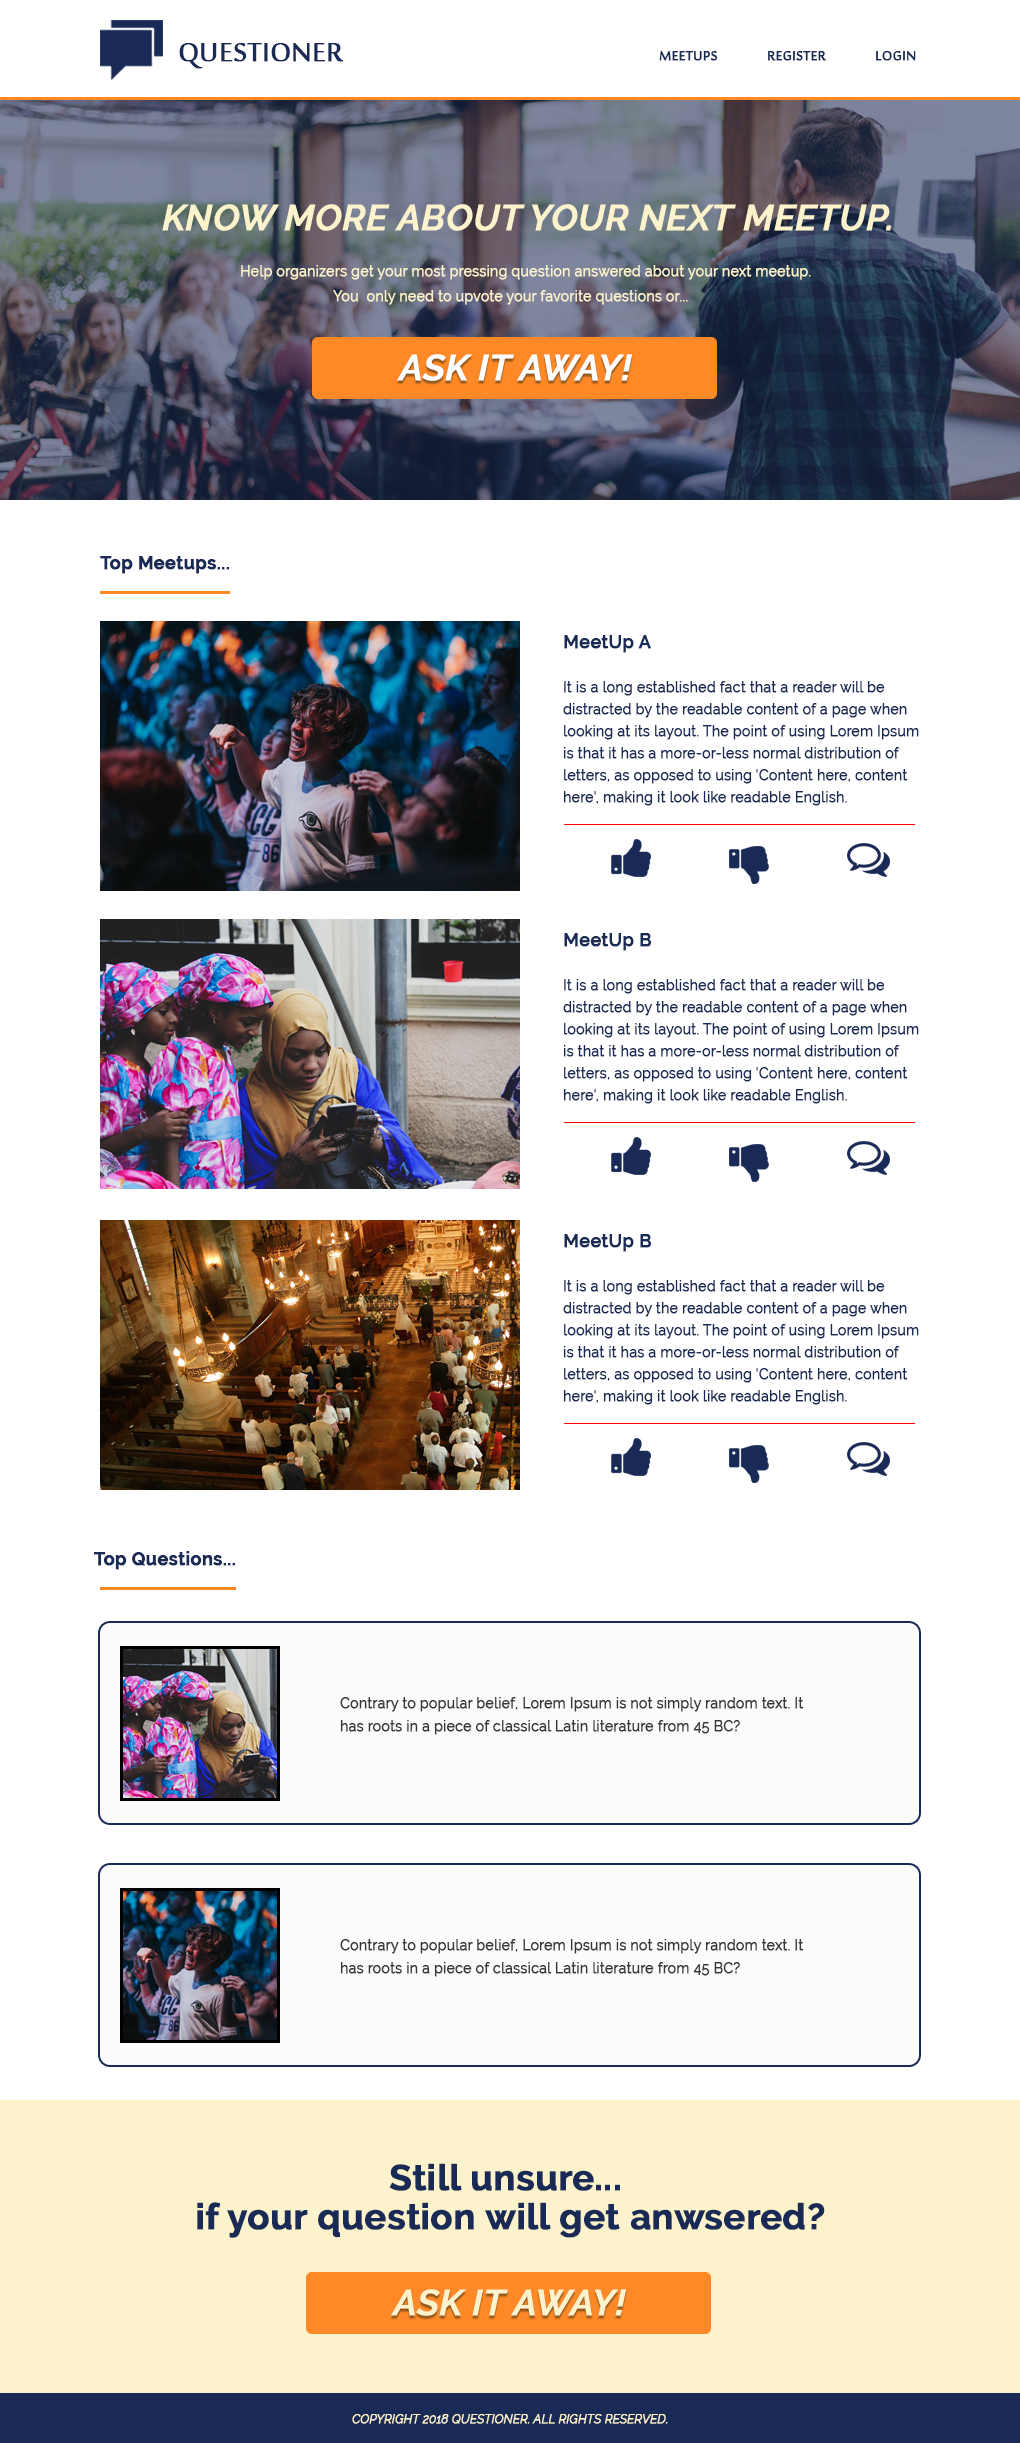 QUESTIONER
MEETUPS REGISTER LOGIN
KNOW MORE ABOUT YOUR NEXT MEETUP.
Help organizers get your most pressing question answered about your next meetup.
You only need to upvote your favorite questions or...
ASK IT AWAY!
Top Meetups...
MeetUp A
It is a long established fact that a reader will be
distracted by the readable content of a page when
looking at its layout. The point of using Lorem Ipsum
is that it has a more-or-less normal distribution of
letters, as opposed to using 'Content here, content
here', making it look like readable English.
CC
86
MeetUp B
It is a long established fact that a reader will be
distracted by the readable content of a page when
looking at its layout. The point of using Lorem Ipsum
is that it has a more-or-less normal distribution of
letters, as opposed to using 'Content here, content
here', making it look like readable English.
MeetUp B
It is a long established fact that a reader will be
distracted by the readable content of a page when
looking at its layout. The point of using Lorem Ipsum
is that it has a more-or-less normal distribution of
letters, as opposed to using 'Content here, content
here', making it look like readable English.
Top Questions...
Contrary to popular belief, Lorem Ipsum is not simply random text. It
has roots in a piece of classical Latin literature from 45 BC?
Contrary to popular belief, Lorem Ipsum is not simply random text. It
has roots in a piece of classical Latin literature from 45 BC?
CC
86
Still unsure...
if your question will get anwsered?
ASK IT AWAY!
COPYRIGHT 2018 QUESTIONER. ALL RIGHTS RESERVED.